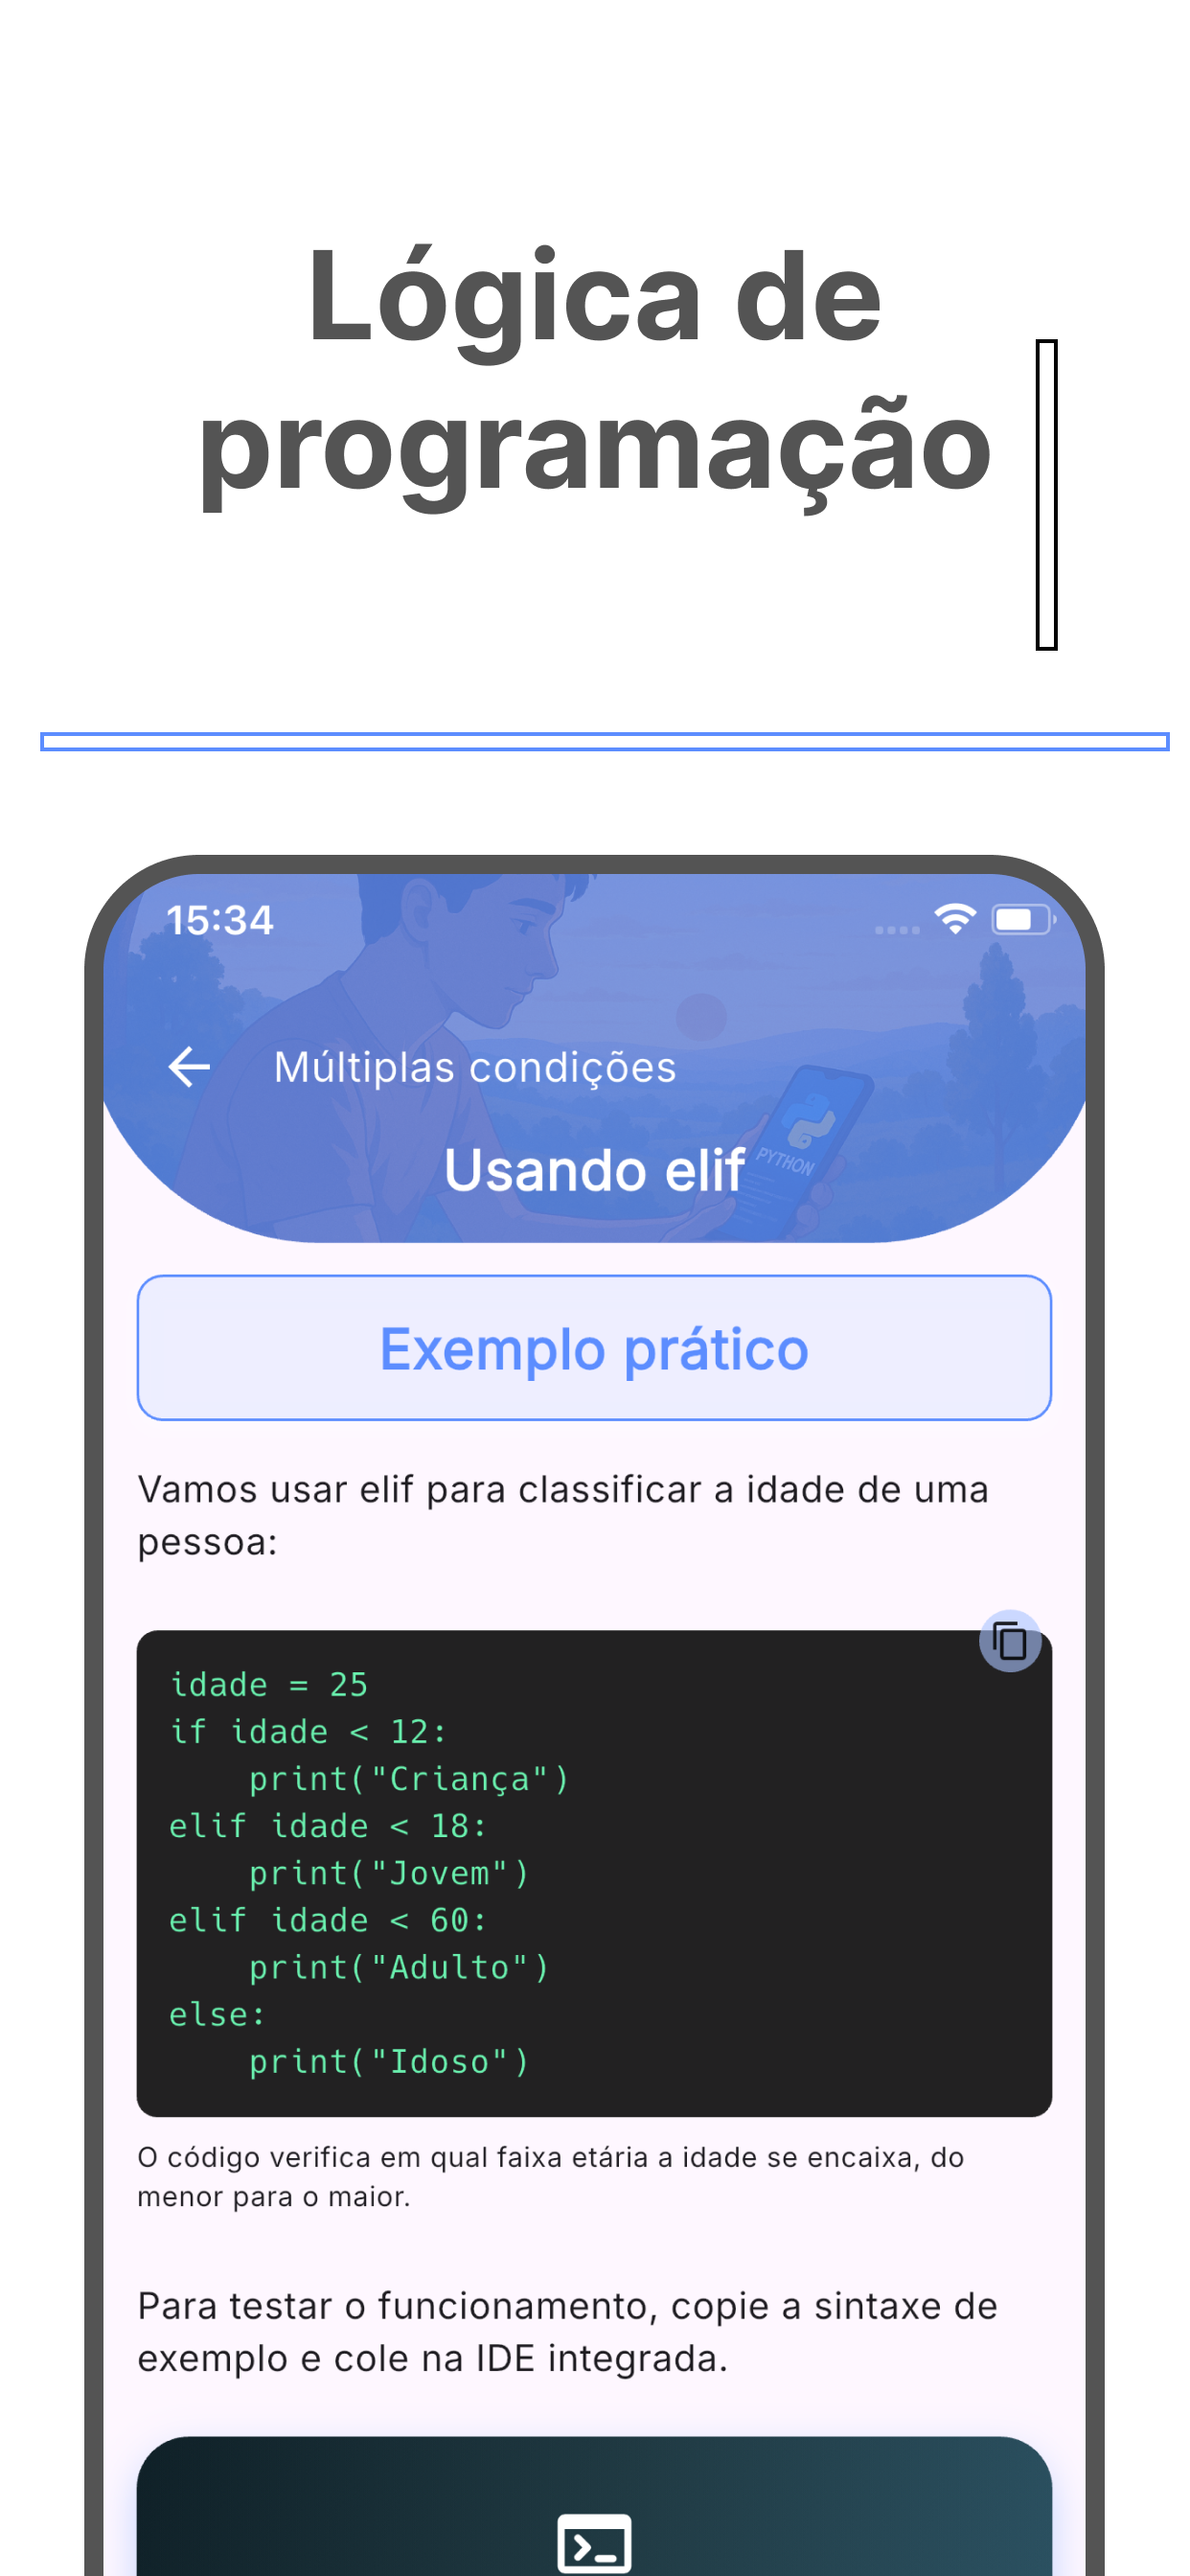 Lógica de
programação
15:34
Múltiplas condições
PYTHON
Usando elif
Exemplo prático
Vamos usar elif para classificar a idade de uma
pessoa:
idade = 25
if idade < 12:
    print("Criança")
elif idade < 18:
    print("Jovem")
elif idade < 60:
    print("Adulto")
else:
    print("Idoso")
O código verifica em qual faixa etária a idade se encaixa, do
menor para o maior.
Para testar o funcionamento, copie a sintaxe de
exemplo e cole na IDE integrada.